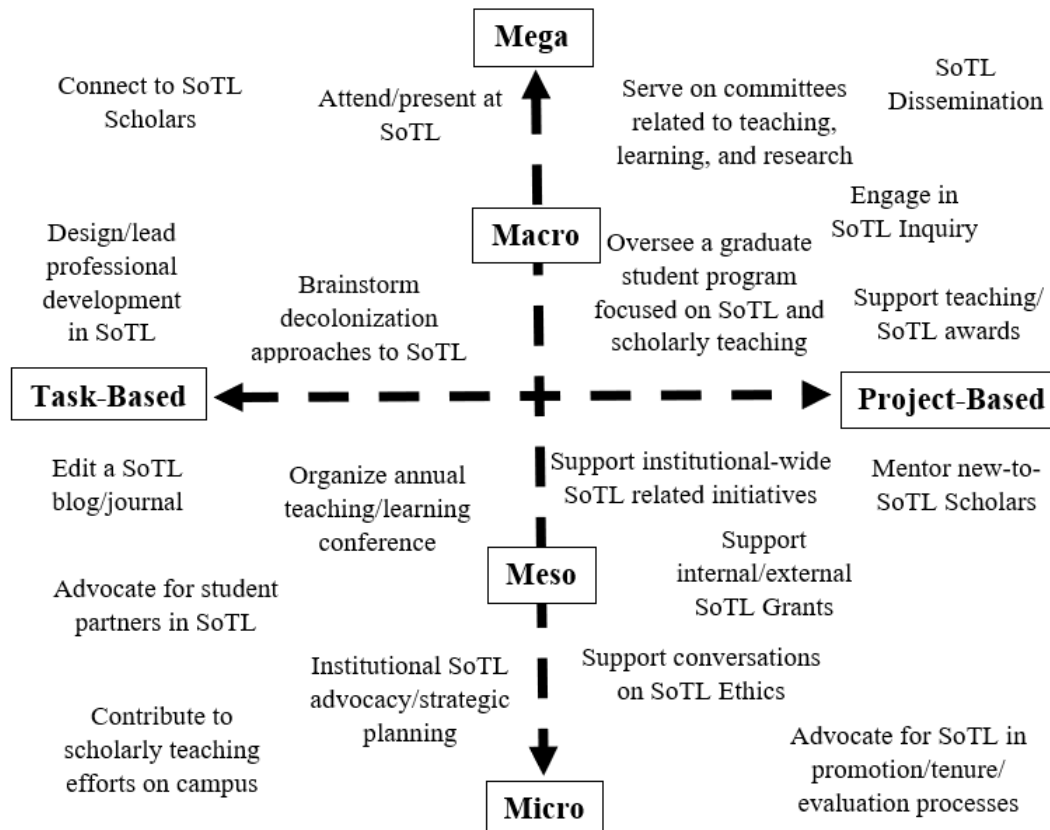 Mega
Connect to SoTL
Scholars
Attend/present at
SoTL
Serve on committees
related to teaching,
learning, and research
SoTL
Dissemination
Design/lead
professional
development
in SoTL
Macro
Engage in
SoTL Inquiry
Brainstorm
decolonization
approaches to SoTL
Oversee a graduate
student program
focused on SoTL and
scholarly teaching
Support teaching/
SoTL awards
Task-Based
Project-Based
Edit a SoTL
blog/journal
Organize annual
teaching/learning
conference
Support institutional-wide
SoTL related initiatives
Mentor new-to-
SoTL Scholars
Meso
Support
internal/external
SoTL Grants
Advocate for student
partners in SoTL
Institutional SoTL
advocacy/strategic
planning
Support conversations
on SoTL Ethics
Contribute to
scholarly teaching
efforts on campus
Advocate for SoTL in
promotion/tenure/
evaluation processes
Micro